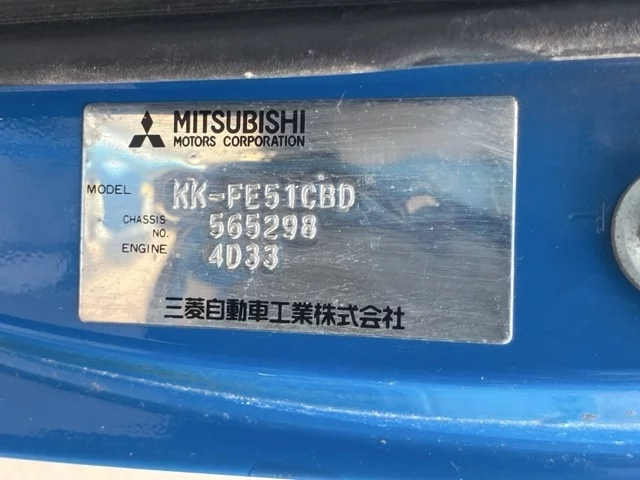 MITSUBISHI
MOTORS CORPORATION
MODEL KK-FE51CBD
CHASSIS NO. 565298
ENGINE 4D33
三菱自動車工業株式会社